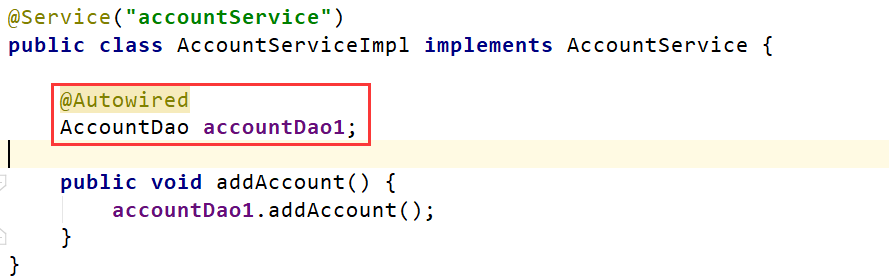 @Service("accountService")
public class AccountServiceImpl implements AccountService {
@Autowired
AccountDao accountDao1;
public void addAccount() {
accountDao1.addAccount();
}
}